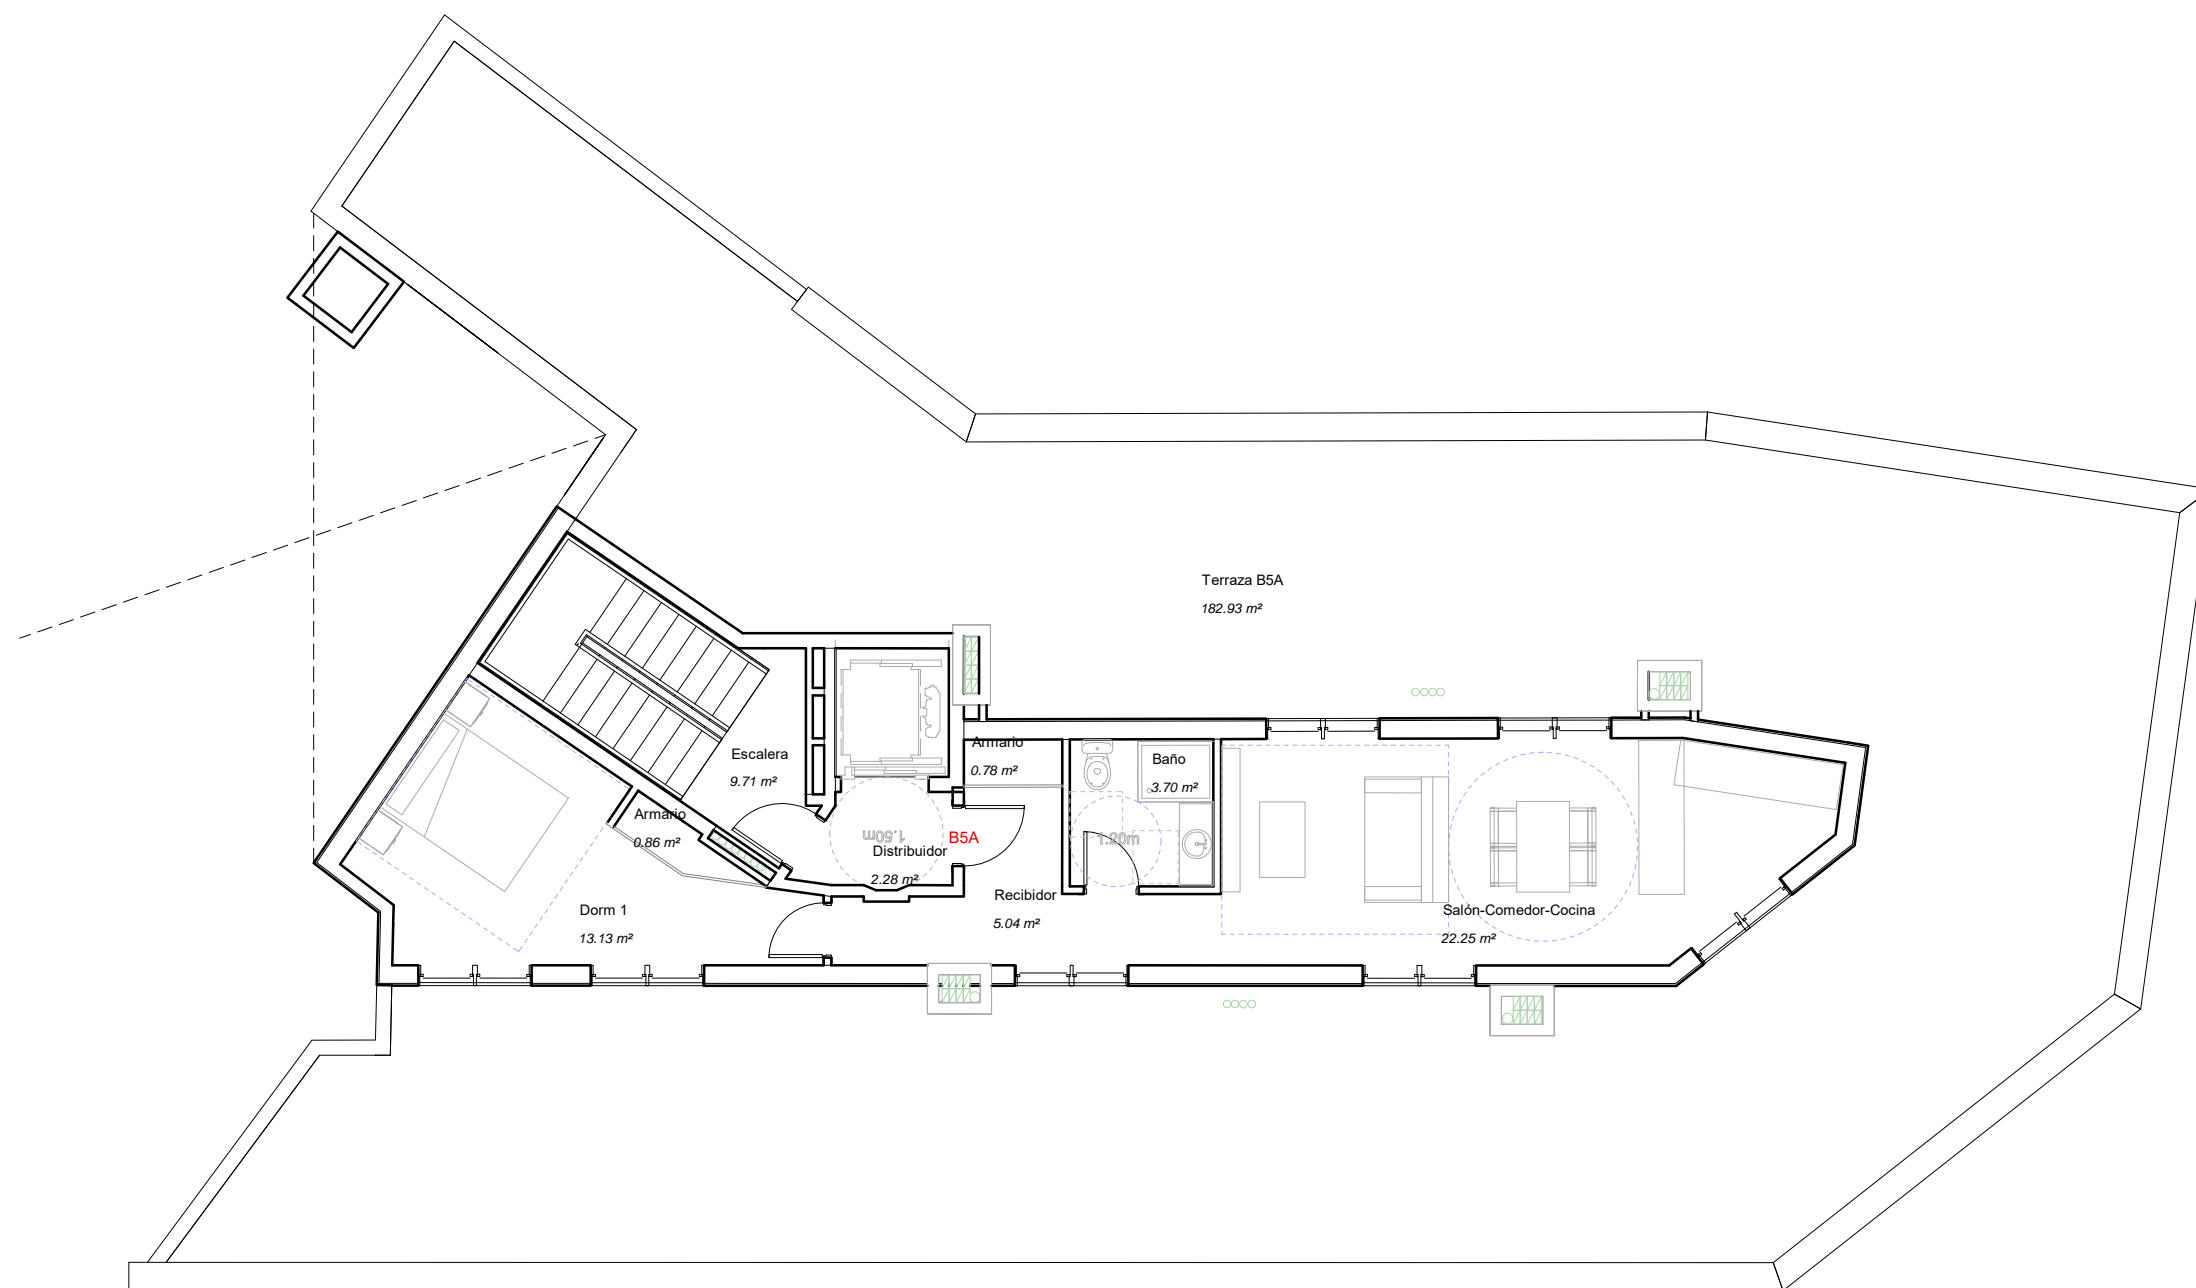 Terraza B5A
182.93 m²
Armario
0.78 m²
Escalera
9.71 m²
Baño
3.70 m²
Armario
0.86 m²
1.50m
B5A
1.20m
Distribuidor
2.28 m²
Recibidor
5.04 m²
Dorm 1
13.13 m²
Salón-Comedor-Cocina
22.25 m²